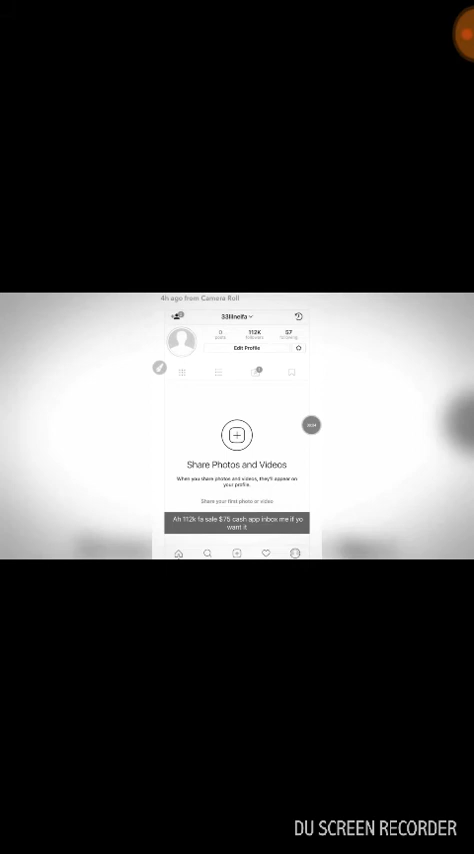 4h ago from Camera Roll
0 112K 57
posts followers following
Edit Profile
Share Photos and Videos
When you share photos and videos, they'll appear on
your profile.
Share your first photo or video
Ah 112k fa sale $75 cash app inbox me if yo
want it
DU SCREEN RECORDER